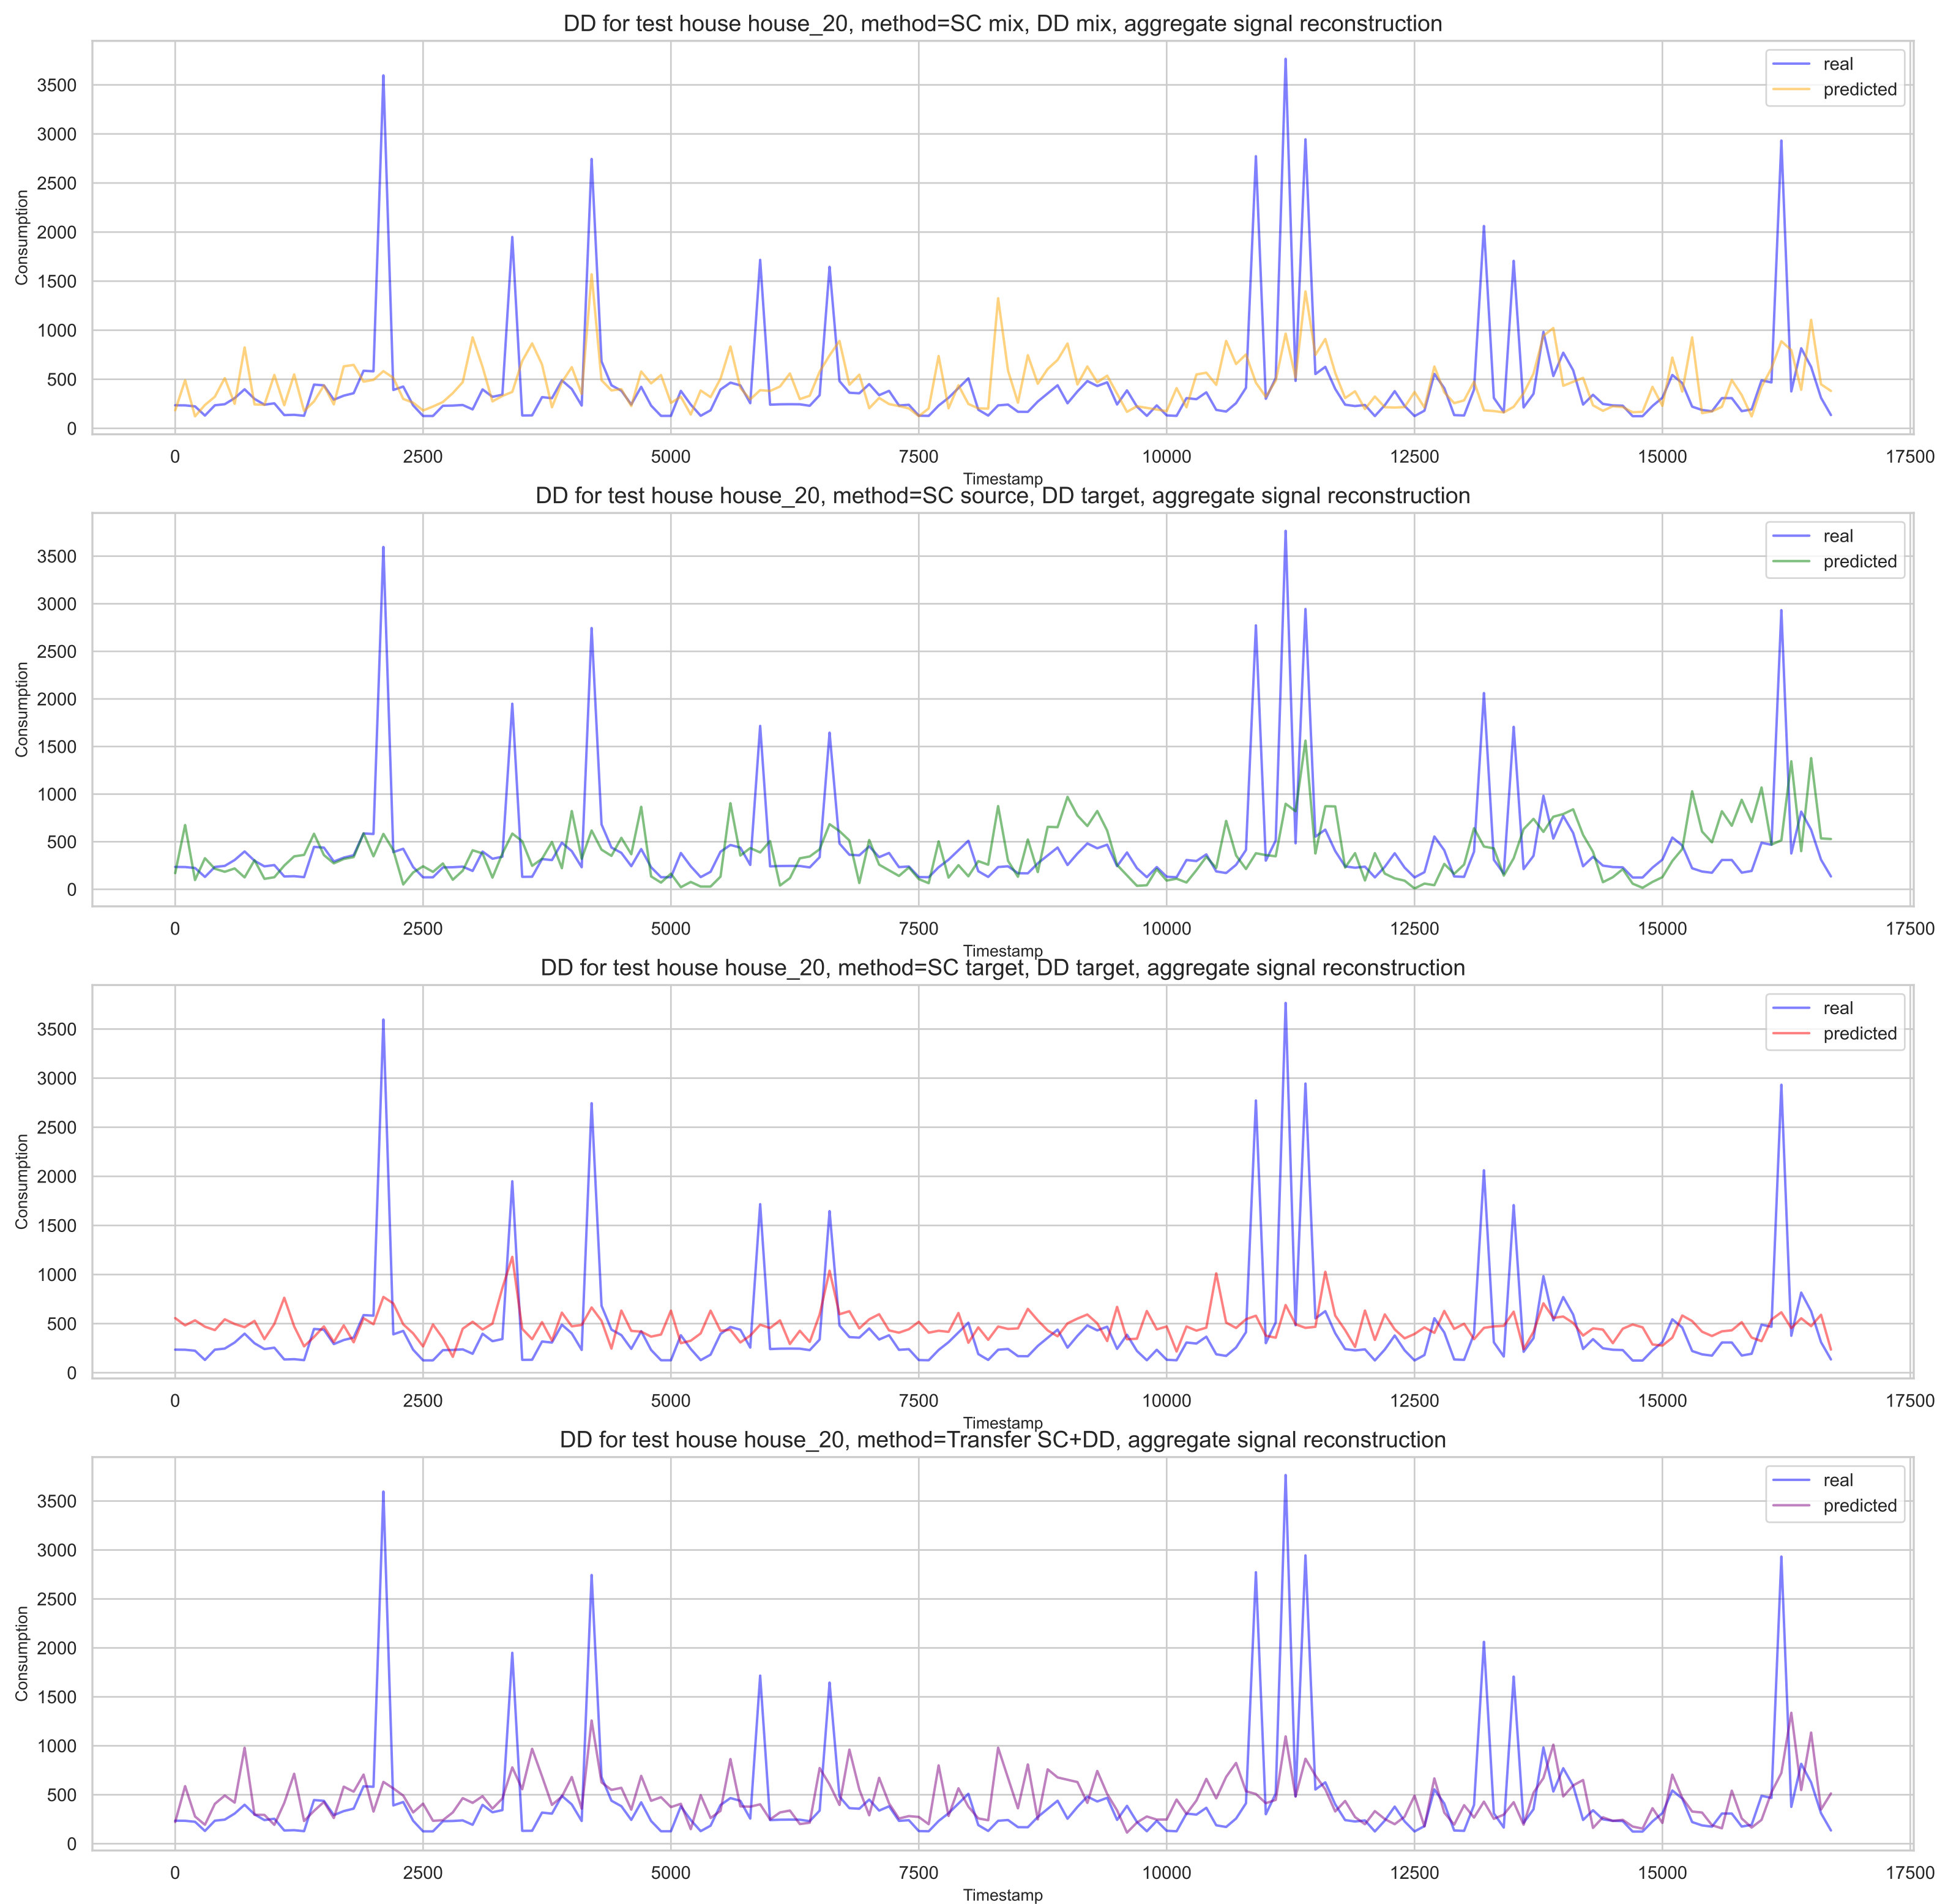 DD for test house house_20, method=SC mix, DD mix, aggregate signal reconstruction
real
predicted
3500
3000
2500
2000
1500
1000
500
0
Consumption
0 2500 5000 7500 10000 12500 15000 17500
Timestamp
DD for test house house_20, method=SC source, DD target, aggregate signal reconstruction
real
predicted
3500
3000
2500
2000
1500
1000
500
0
Consumption
0 2500 5000 7500 10000 12500 15000 17500
Timestamp
DD for test house house_20, method=SC target, DD target, aggregate signal reconstruction
real
predicted
3500
3000
2500
2000
1500
1000
500
0
Consumption
0 2500 5000 7500 10000 12500 15000 17500
Timestamp
DD for test house house_20, method=Transfer SC+DD, aggregate signal reconstruction
real
predicted
3500
3000
2500
2000
1500
1000
500
0
Consumption
0 2500 5000 7500 10000 12500 15000 17500
Timestamp